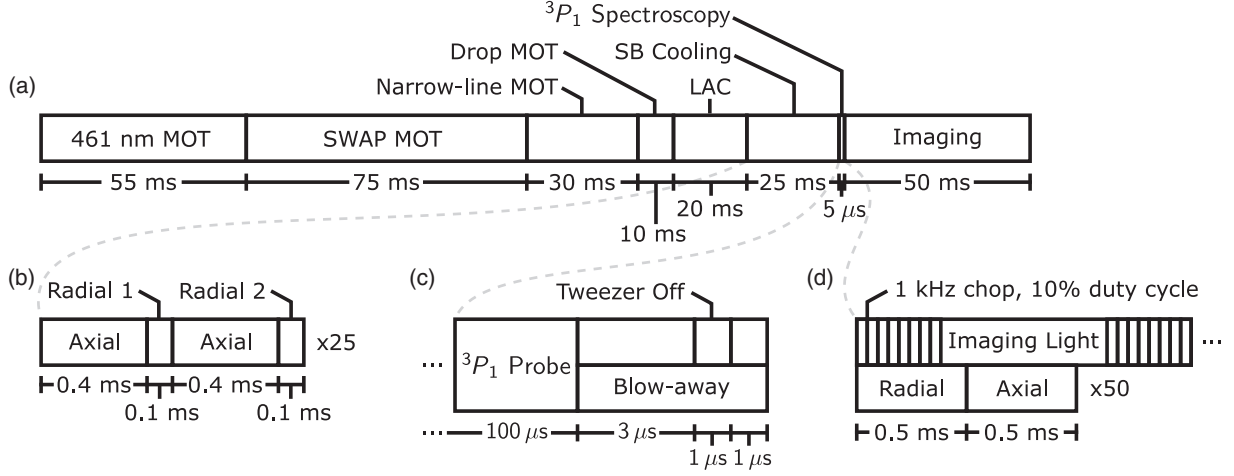 ³P₁ Spectroscopy
Drop MOT
SB Cooling
(a)
Narrow-line MOT
LAC
461 nm MOT
SWAP MOT
Imaging
55 ms
75 ms
30 ms
25 ms
50 ms
20 ms
5 μs
10 ms
(b)
Radial 1
Radial 2
Axial
Axial
x25
0.4 ms
0.4 ms
0.1 ms
0.1 ms
(c)
Tweezer Off
...
³P₁ Probe
Blow-away
...
100 μs
3 μs
1 μs
1 μs
(d)
1 kHz chop, 10% duty cycle
Imaging Light
...
Radial
Axial
x50
0.5 ms
0.5 ms